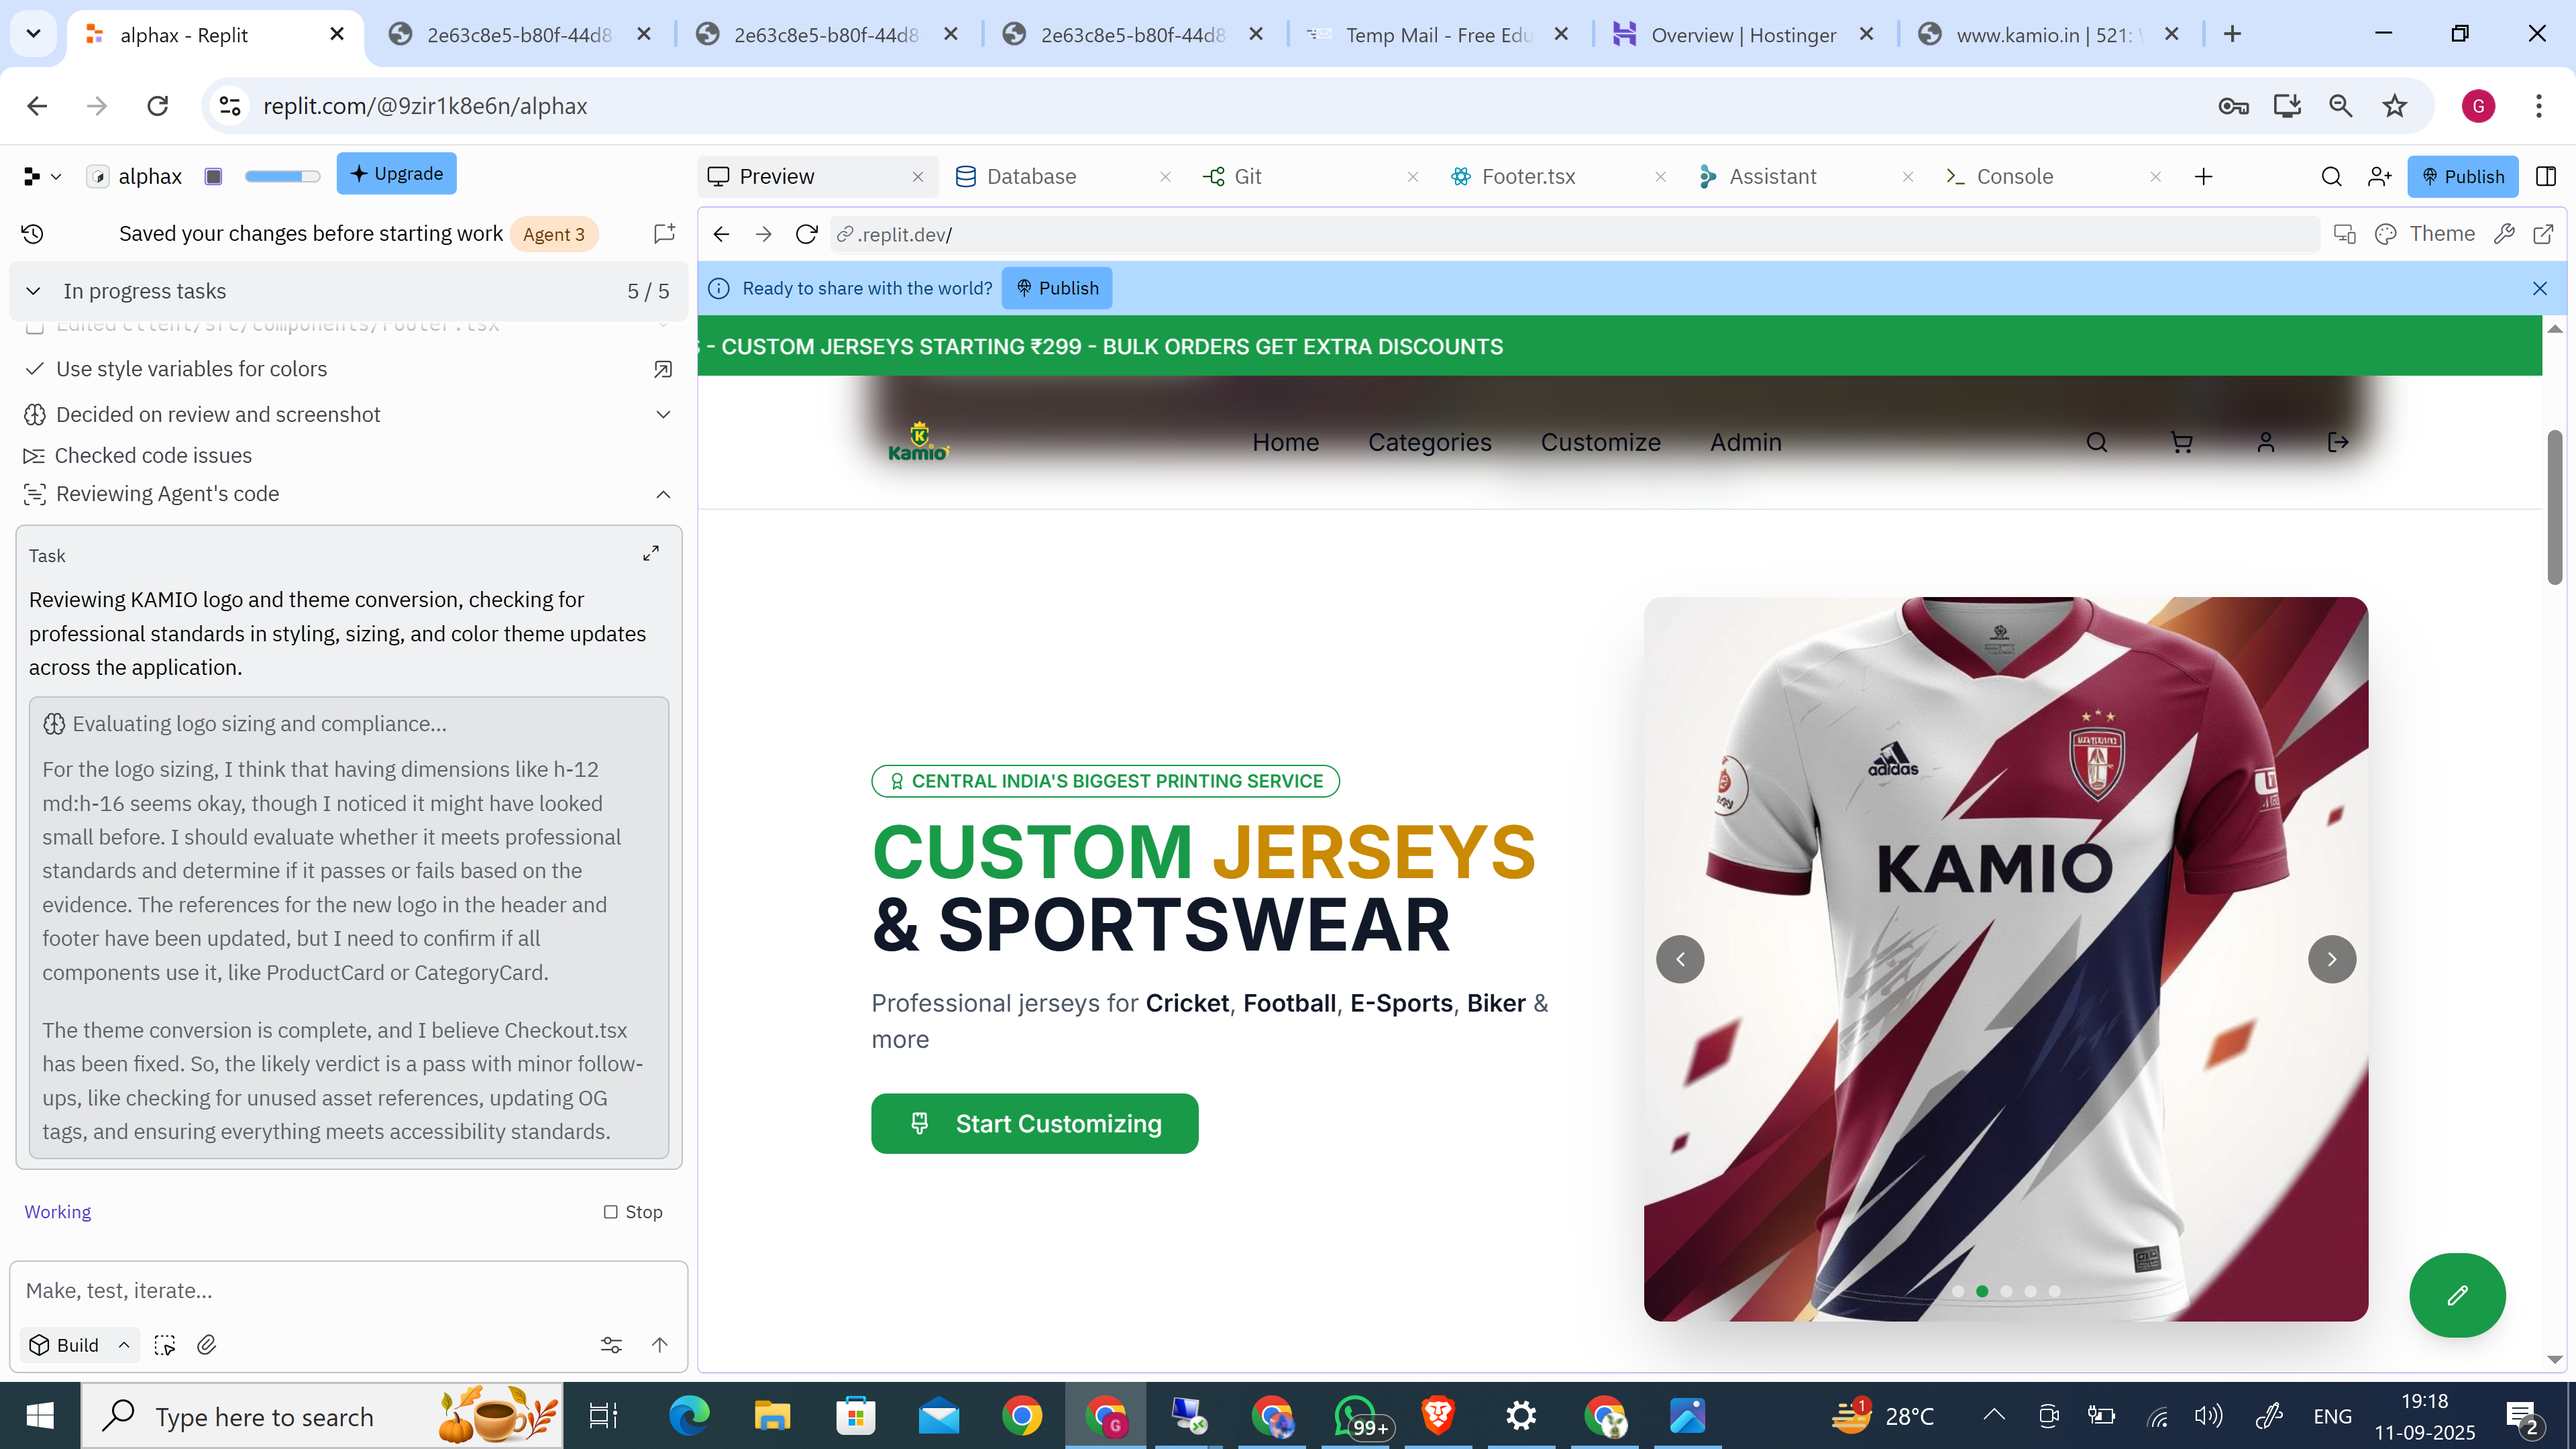 alphax - Replit
2e63c8e5-b80f-44d8
2e63c8e5-b80f-44d8
2e63c8e5-b80f-44d8
Temp Mail - Free Edu
Overview | Hostinger
www.kamio.in | 521:
replit.com/@9zir1k8e6n/alphax
G
alphax
Upgrade
Preview
Database
Git
Footer.tsx
Assistant
Console
Publish
Saved your changes before starting work
Agent 3
.replit.dev/
Theme
In progress tasks
5 / 5
Ready to share with the world?
Publish
Edited client/src/components/Footer.tsx
Use style variables for colors
Decided on review and screenshot
Checked code issues
Reviewing Agent's code
Task
Reviewing KAMIO logo and theme conversion, checking for
professional standards in styling, sizing, and color theme updates
across the application.
Evaluating logo sizing and compliance...
For the logo sizing, I think that having dimensions like h-12
md:h-16 seems okay, though I noticed it might have looked
small before. I should evaluate whether it meets professional
standards and determine if it passes or fails based on the
evidence. The references for the new logo in the header and
footer have been updated, but I need to confirm if all
components use it, like ProductCard or CategoryCard.
The theme conversion is complete, and I believe Checkout.tsx
has been fixed. So, the likely verdict is a pass with minor follow-
ups, like checking for unused asset references, updating OG
tags, and ensuring everything meets accessibility standards.
Working
Stop
Make, test, iterate...
Build
- CUSTOM JERSEYS STARTING ₹299 - BULK ORDERS GET EXTRA DISCOUNTS
K
Kamio
Home
Categories
Customize
Admin
CENTRAL INDIA'S BIGGEST PRINTING SERVICE
CUSTOM JERSEYS
& SPORTSWEAR
Professional jerseys for Cricket, Football, E-Sports, Biker &
more
Start Customizing
adidas
KAMIO
Type here to search
G
99+
1
28°C
ENG
19:18
11-09-2025
2